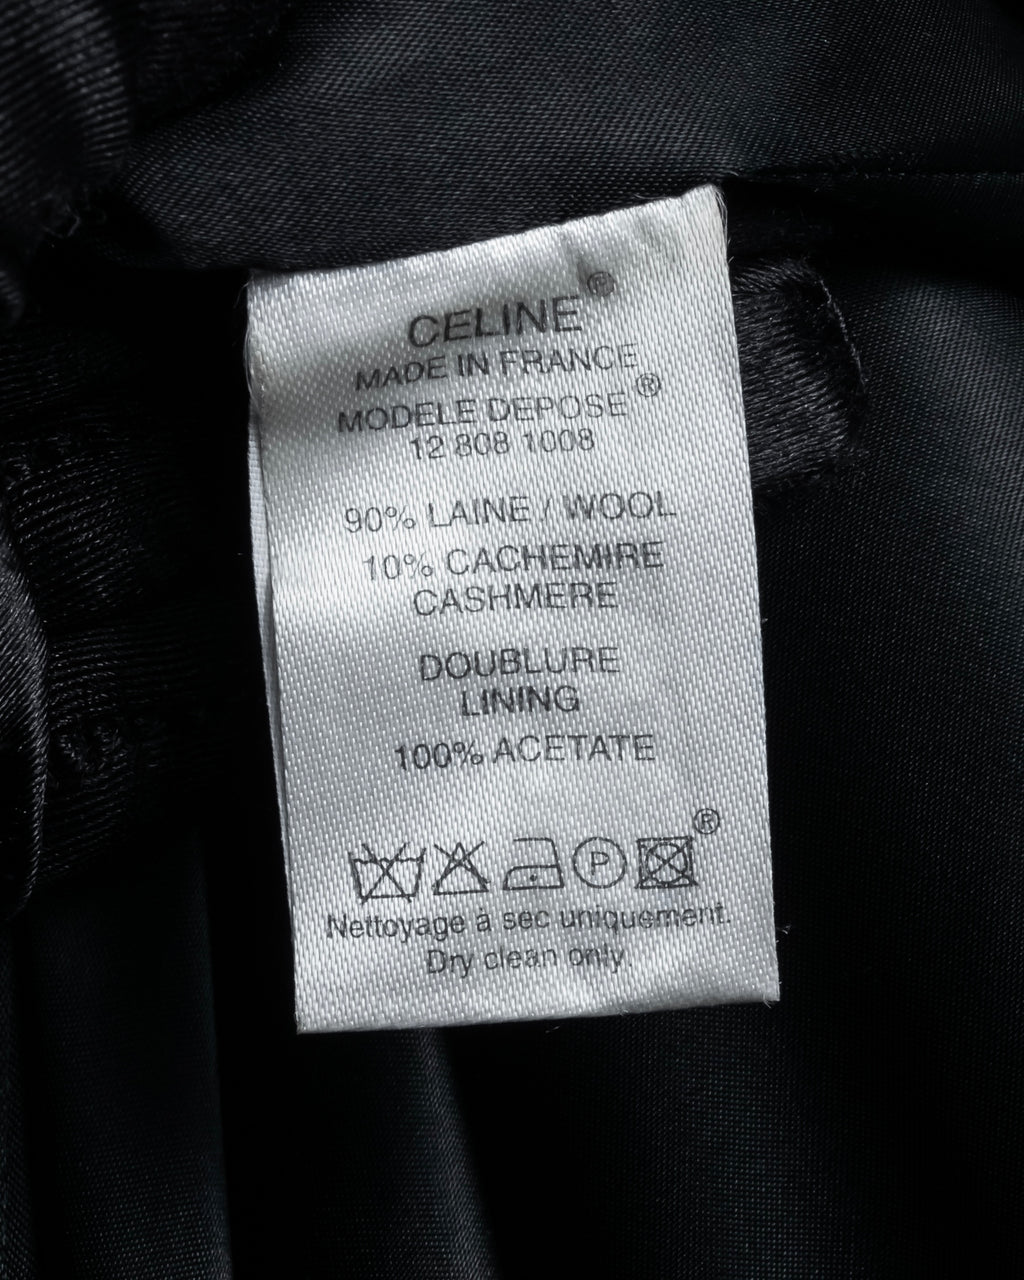 CELINE®
MADE IN FRANCE
MODELE DEPOSE®
12 808 1008
90% LAINE / WOOL
10% CACHEMIRE
CASHMERE
DOUBLURE
LINING
100% ACETATE
P ®
Nettoyage à sec uniquement.
Dry clean only